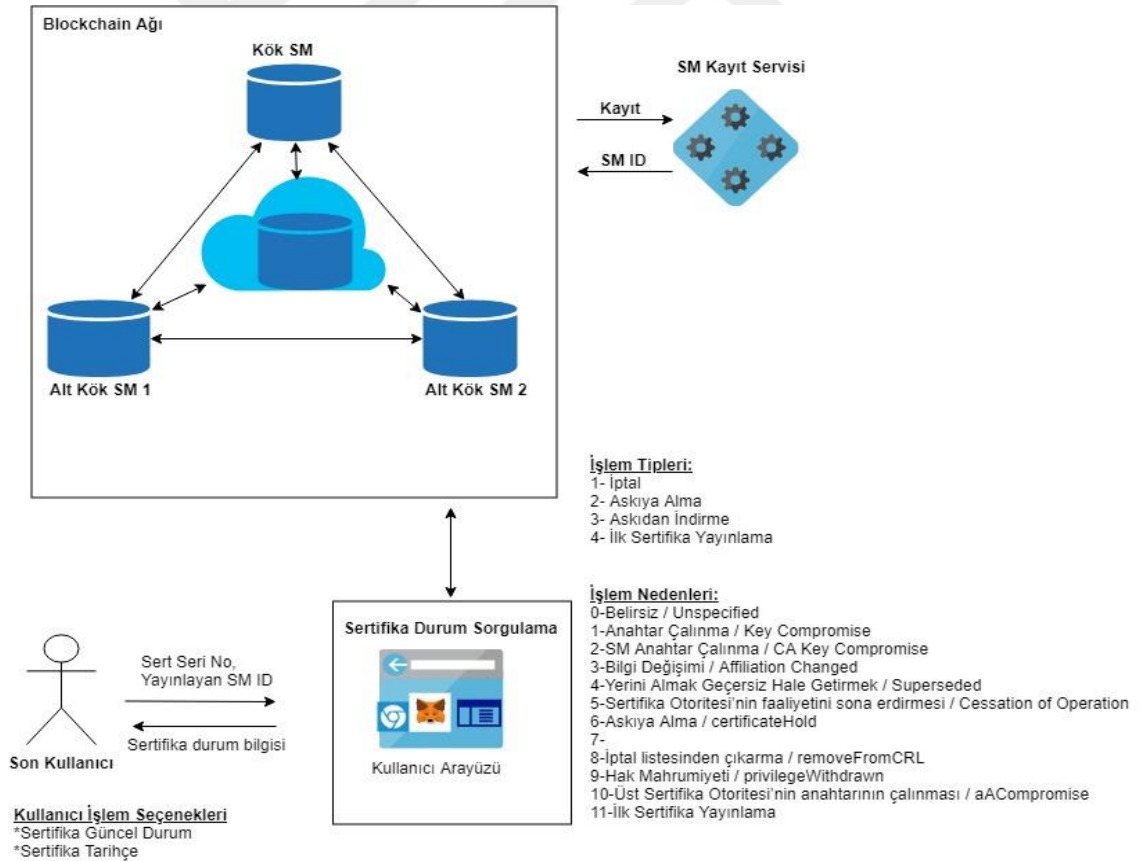 Blockchain Ağı
Kök SM
SM Kayıt Servisi
Kayıt
SM ID
Alt Kök SM 1
Alt Kök SM 2
İşlem Tipleri:
1- İptal
2- Askıya Alma
3- Askıdan İndirme
4- İlk Sertifika Yayınlama
İşlem Nedenleri:
0-Belirsiz / Unspecified
1-Anahtar Çalınma / Key Compromise
2-SM Anahtar Çalınma / CA Key Compromise
3-Bilgi Değişimi / Affiliation Changed
4-Yerini Almak Geçersiz Hale Getirmek / Superseded
5-Sertifika Otoritesi'nin faaliyetini sona erdirmesi / Cessation of Operation
6-Askıya Alma / certificateHold
7-
8-İptal listesinden çıkarma / removeFromCRL
9-Hak Mahrumiyeti / privilegeWithdrawn
10-Üst Sertifika Otoritesi'nin anahtarının çalınması / aACompromise
11-İlk Sertifika Yayınlama
Sertifika Durum Sorgulama
Kullanıcı Arayüzü
Sert Seri No,
Yayınlayan SM ID
Sertifika durum bilgisi
Son Kullanıcı
Kullanıcı İşlem Seçenekleri
*Sertifika Güncel Durum
*Sertifika Tarihçe